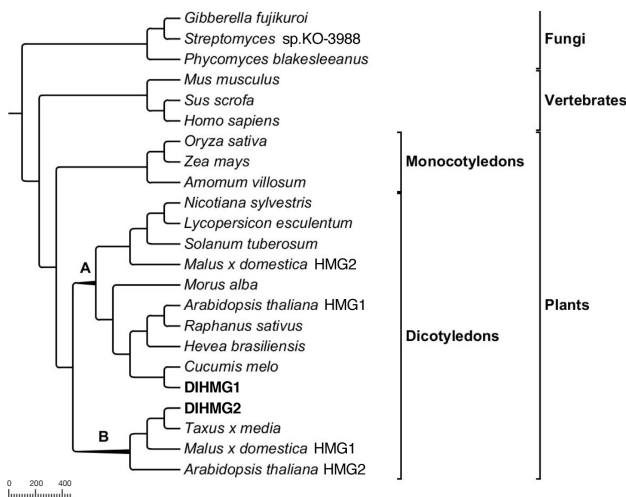 Gibberella fujikuroi
Streptomyces sp.KO-3988
Phycomyces blakesleeanus
Fungi
Mus musculus
Sus scrofa
Homo sapiens
Vertebrates
Oryza sativa
Zea mays
Amomum villosum
Monocotyledons
Nicotiana sylvestris
Lycopersicon esculentum
Solanum tuberosum
Malus x domestica HMG2
A
Morus alba
Arabidopsis thaliana HMG1
Raphanus sativus
Hevea brasiliensis
Cucumis melo
DIHMG1
Dicotyledons
Plants
DIHMG2
Taxus x media
Malus x domestica HMG1
Arabidopsis thaliana HMG2
B
0 200 400